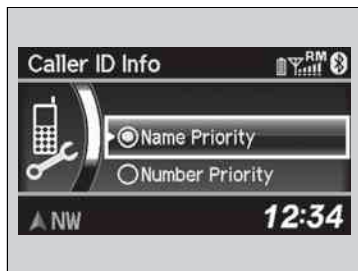 Caller ID Info
RM
Name Priority
Number Priority
NW
12:34